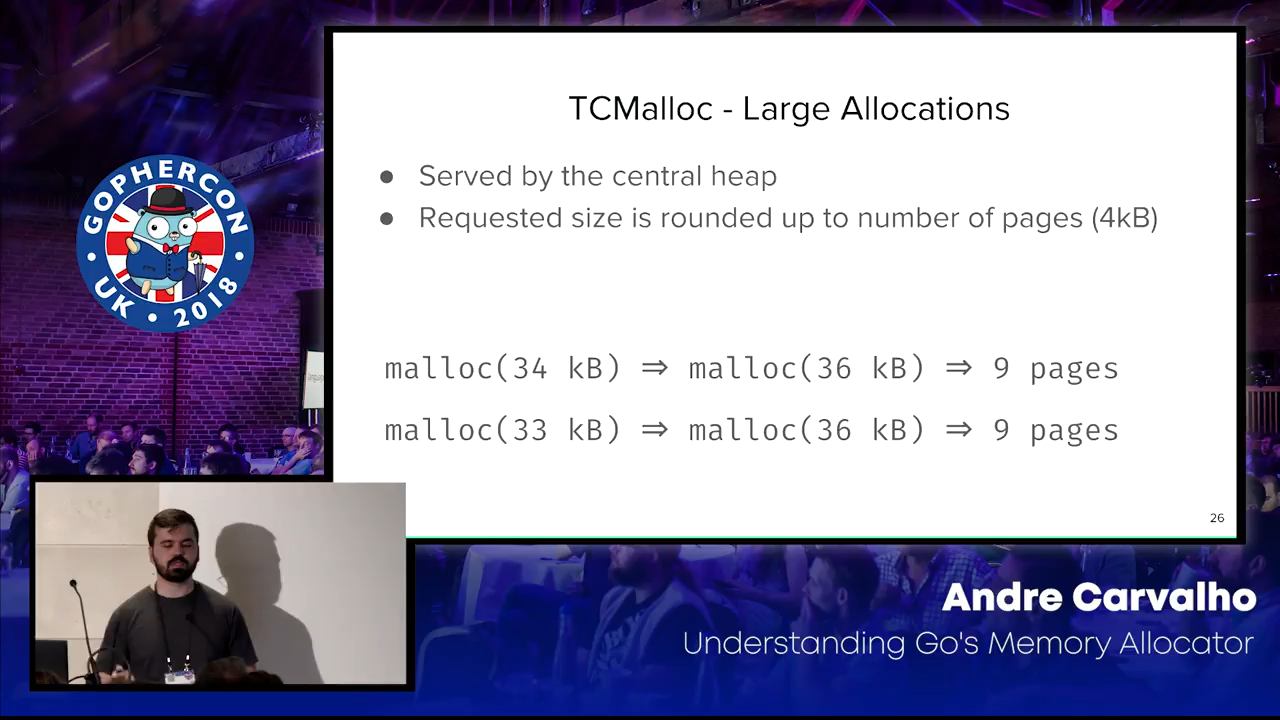 GOPHERCON
UK • 2018
TCMalloc - Large Allocations
● Served by the central heap
● Requested size is rounded up to number of pages (4kB)
malloc(34 kB) ⇒ malloc(36 kB) ⇒ 9 pages
malloc(33 kB) ⇒ malloc(36 kB) ⇒ 9 pages
26
Andre Carvalho
Understanding Go's Memory Allocator